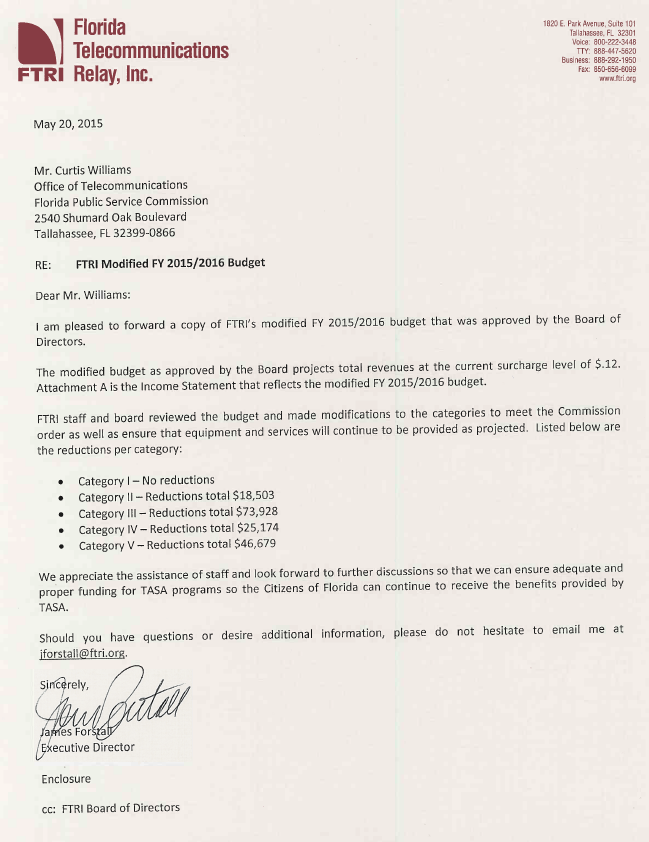 Florida
Telecommunications
FTRI Relay, Inc.
1820 E. Park Avenue, Suite 101
Tallahassee, FL 32301
Voice: 800-222-3448
TTY: 888-447-5620
Business: 888-292-1950
Fax: 850-656-6099
www.ftri.org
May 20, 2015
Mr. Curtis Williams
Office of Telecommunications
Florida Public Service Commission
2540 Shumard Oak Boulevard
Tallahassee, FL 32399-0866
RE: FTRI Modified FY 2015/2016 Budget
Dear Mr. Williams:
I am pleased to forward a copy of FTRI's modified FY 2015/2016 budget that was approved by the Board of
Directors.
The modified budget as approved by the Board projects total revenues at the current surcharge level of $.12.
Attachment A is the Income Statement that reflects the modified FY 2015/2016 budget.
FTRI staff and board reviewed the budget and made modifications to the categories to meet the Commission
order as well as ensure that equipment and services will continue to be provided as projected. Listed below are
the reductions per category:
• Category I – No reductions
• Category II – Reductions total $18,503
• Category III – Reductions total $73,928
• Category IV – Reductions total $25,174
• Category V – Reductions total $46,679
We appreciate the assistance of staff and look forward to further discussions so that we can ensure adequate and
proper funding for TASA programs so the Citizens of Florida can continue to receive the benefits provided by
TASA.
Should you have questions or desire additional information, please do not hesitate to email me at
jforstall@ftri.org.
Sincerely,
James Forstall
Executive Director
Enclosure
cc: FTRI Board of Directors